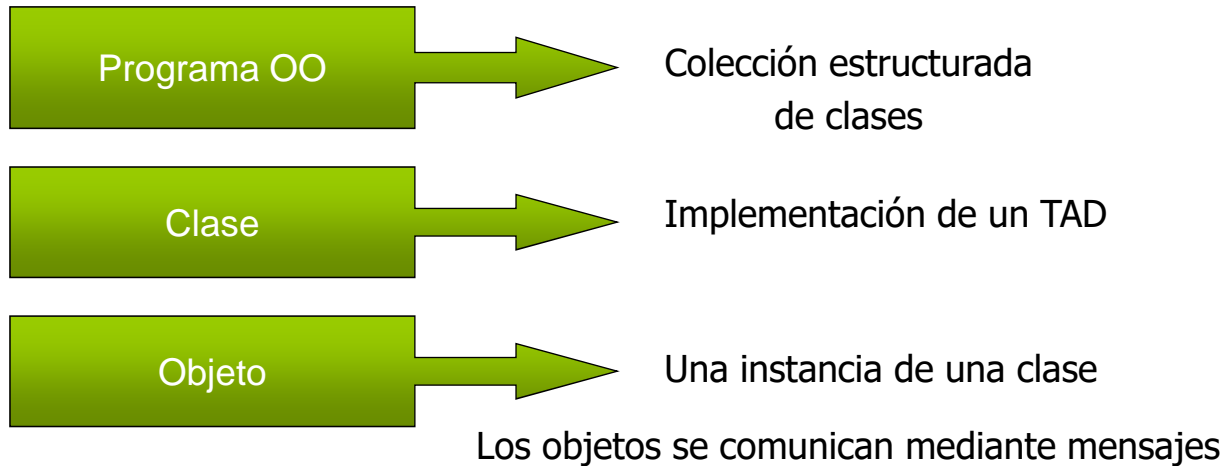 Programa OO
Colección estructurada
de clases
Clase
Implementación de un TAD
Objeto
Una instancia de una clase
Los objetos se comunican mediante mensajes